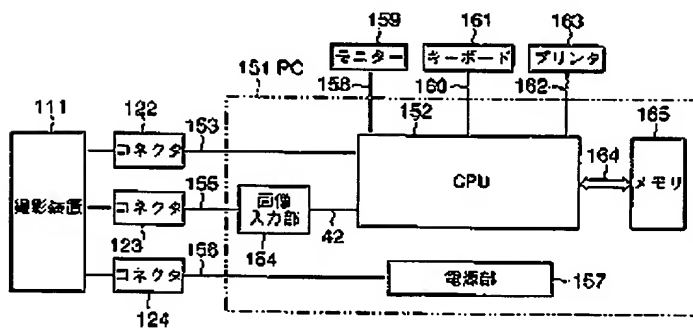 159
161
163
モニター
キーボード
プリンタ
151 PC
158
160
162
111
122
152
165
コネクタ
153
撮影装置
CPU
164
メモリ
155
コネクタ
画像
入力部
123
154
42
156
コネクタ
電源部
157
124